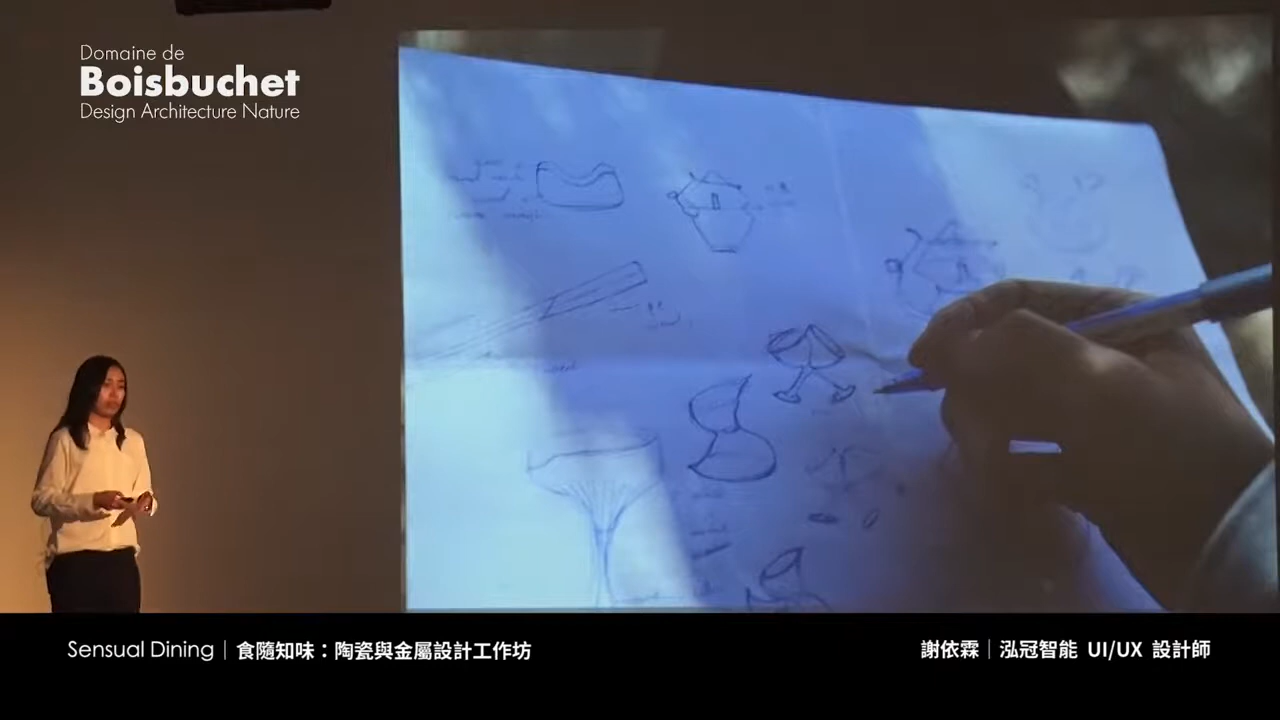 Domaine de
Boisbuchet
Design Architecture Nature
Sensual Dining｜食隨知味：陶瓷與金屬設計工作坊
謝依霖｜泓冠智能 UI/UX 設計師